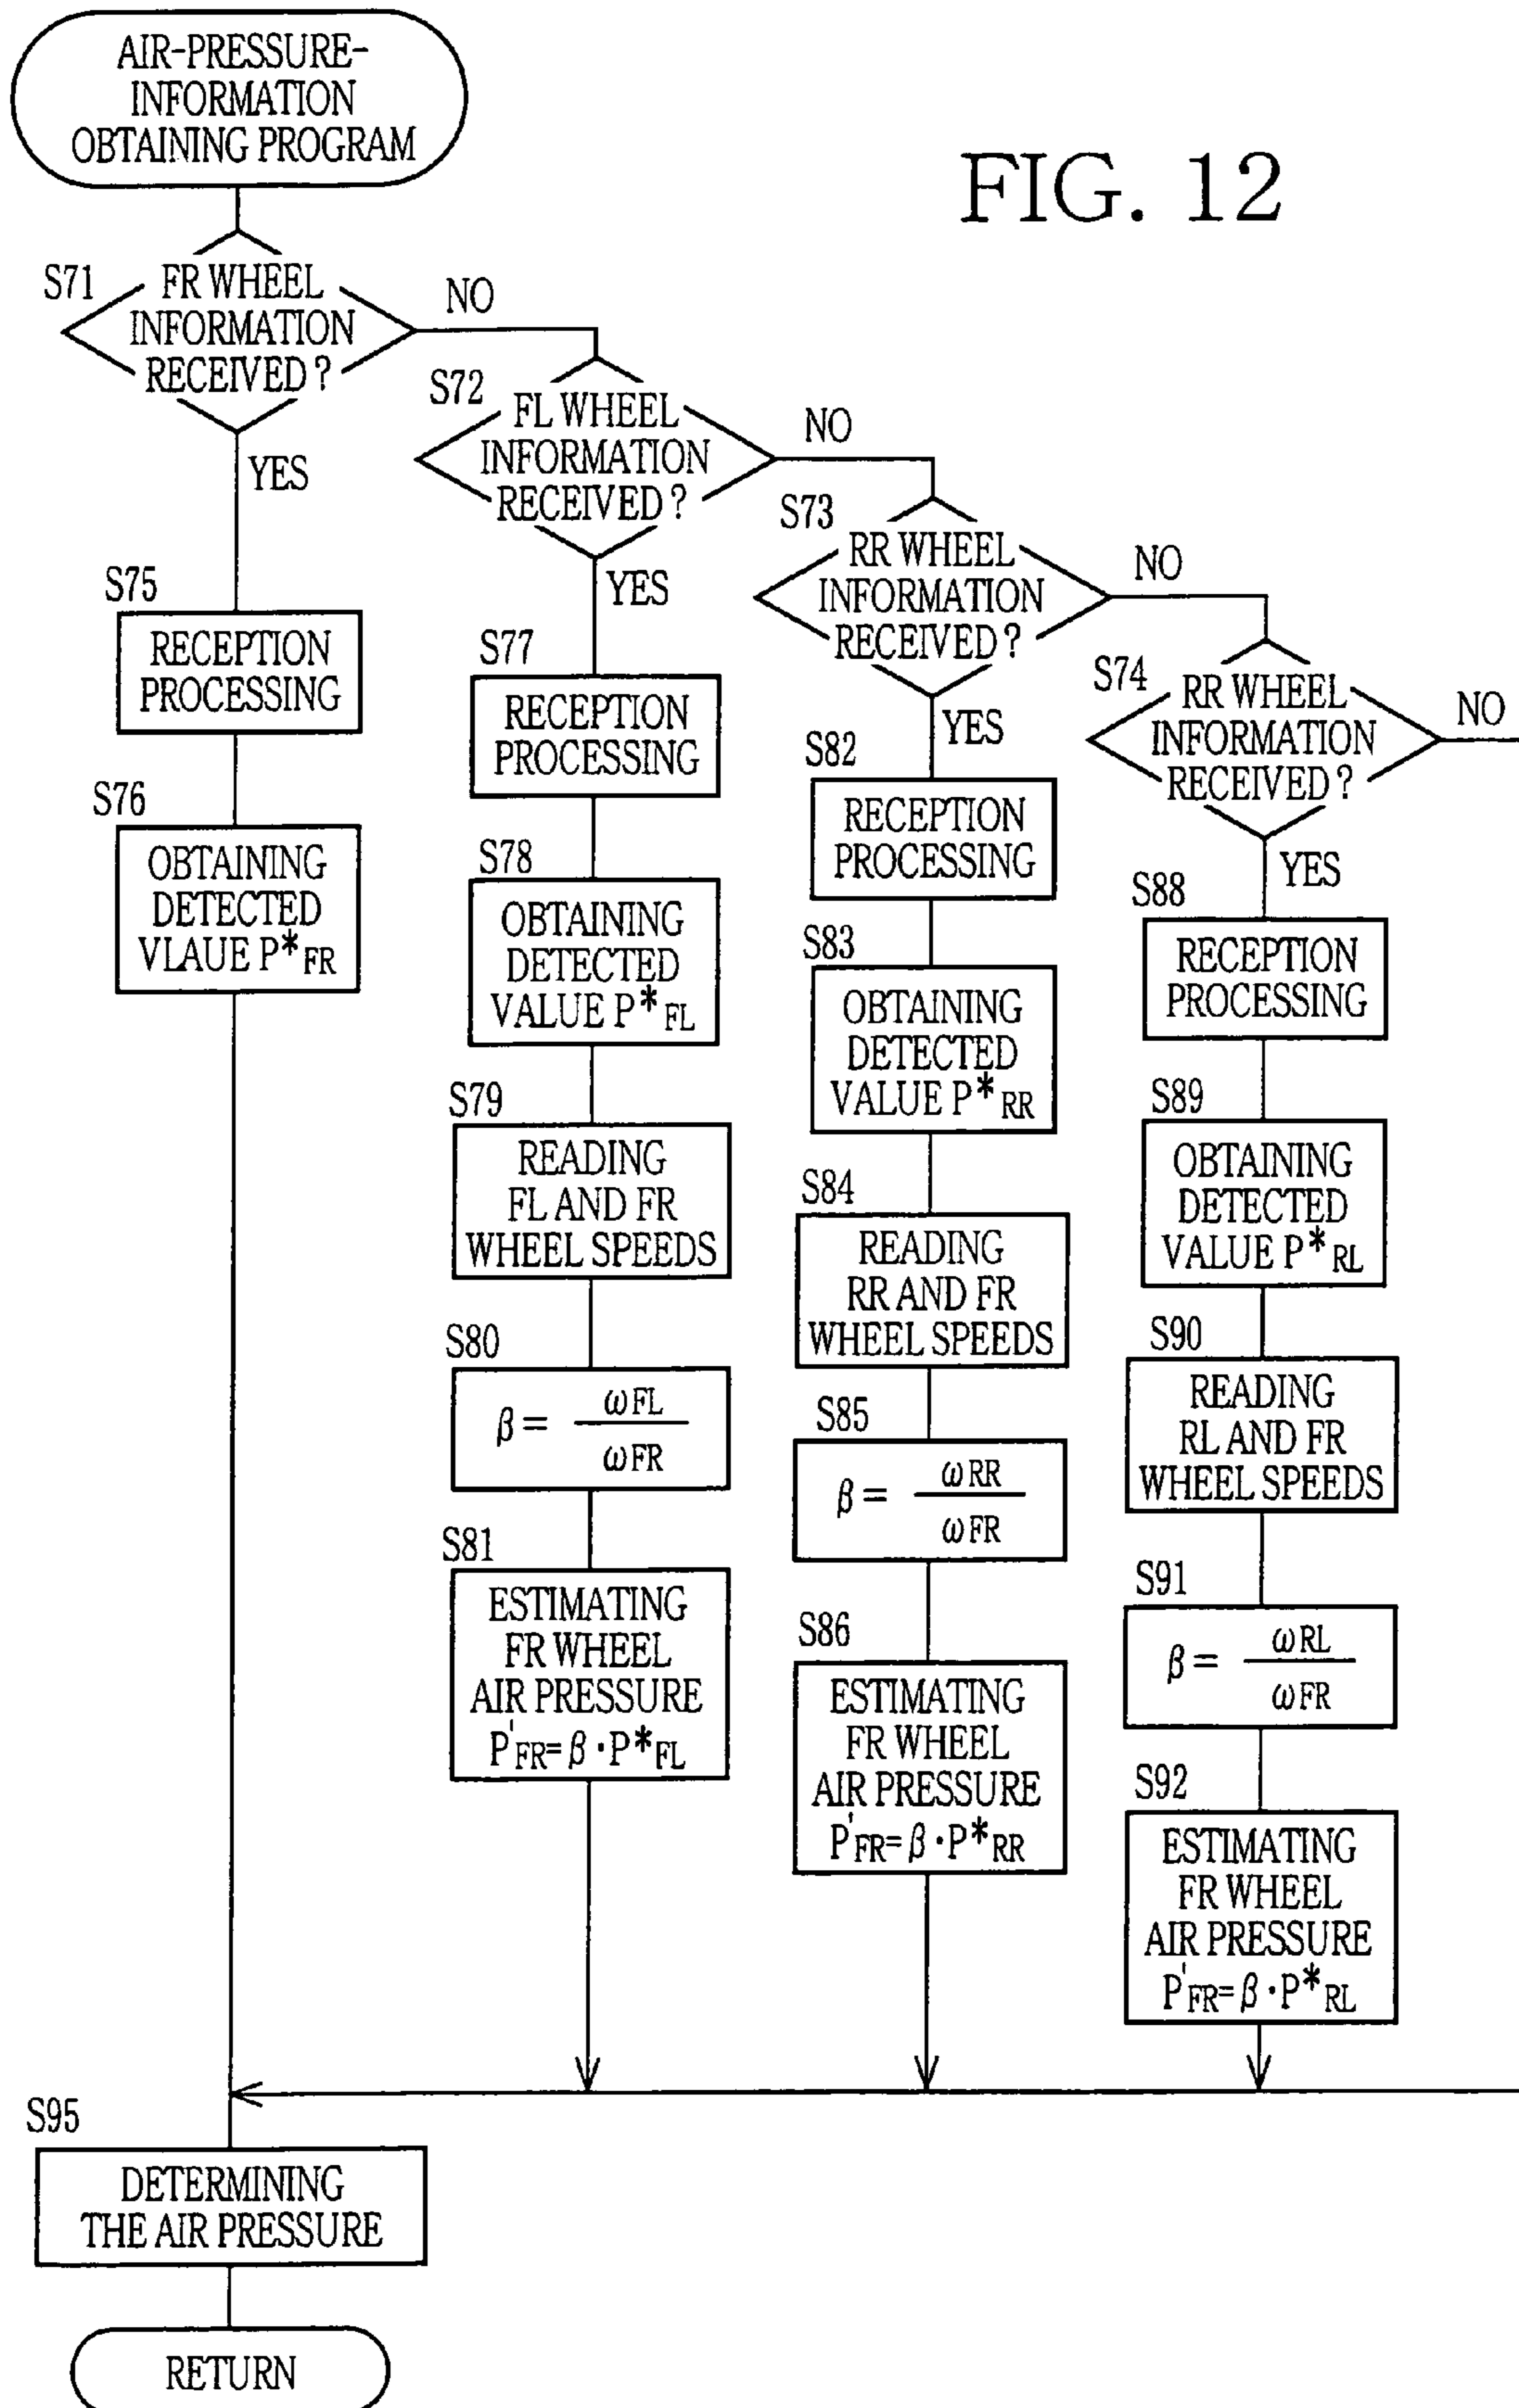 AIR-PRESSURE-
INFORMATION
OBTAINING PROGRAM
FIG. 12
S71
FR WHEEL
INFORMATION
RECEIVED?
NO
YES
S72
FL WHEEL
INFORMATION
RECEIVED?
NO
YES
S73
RR WHEEL
INFORMATION
RECEIVED?
NO
YES
S74
RR WHEEL
INFORMATION
RECEIVED?
NO
YES
S75
RECEPTION
PROCESSING
S76
OBTAINING
DETECTED
VLAUE P*FR
S77
RECEPTION
PROCESSING
S78
OBTAINING
DETECTED
VALUE P*FL
S79
READING
FL AND FR
WHEEL SPEEDS
S80
β = ωFL / ωFR
S81
ESTIMATING
FR WHEEL
AIR PRESSURE
P'FR=β·P*FL
S82
RECEPTION
PROCESSING
S83
OBTAINING
DETECTED
VALUE P*RR
S84
READING
RR AND FR
WHEEL SPEEDS
S85
β = ωRR / ωFR
S86
ESTIMATING
FR WHEEL
AIR PRESSURE
P'FR=β·P*RR
S88
RECEPTION
PROCESSING
S89
OBTAINING
DETECTED
VALUE P*RL
S90
READING
RL AND FR
WHEEL SPEEDS
S91
β = ωRL / ωFR
S92
ESTIMATING
FR WHEEL
AIR PRESSURE
P'FR=β·P*RL
S95
DETERMINING
THE AIR PRESSURE
RETURN